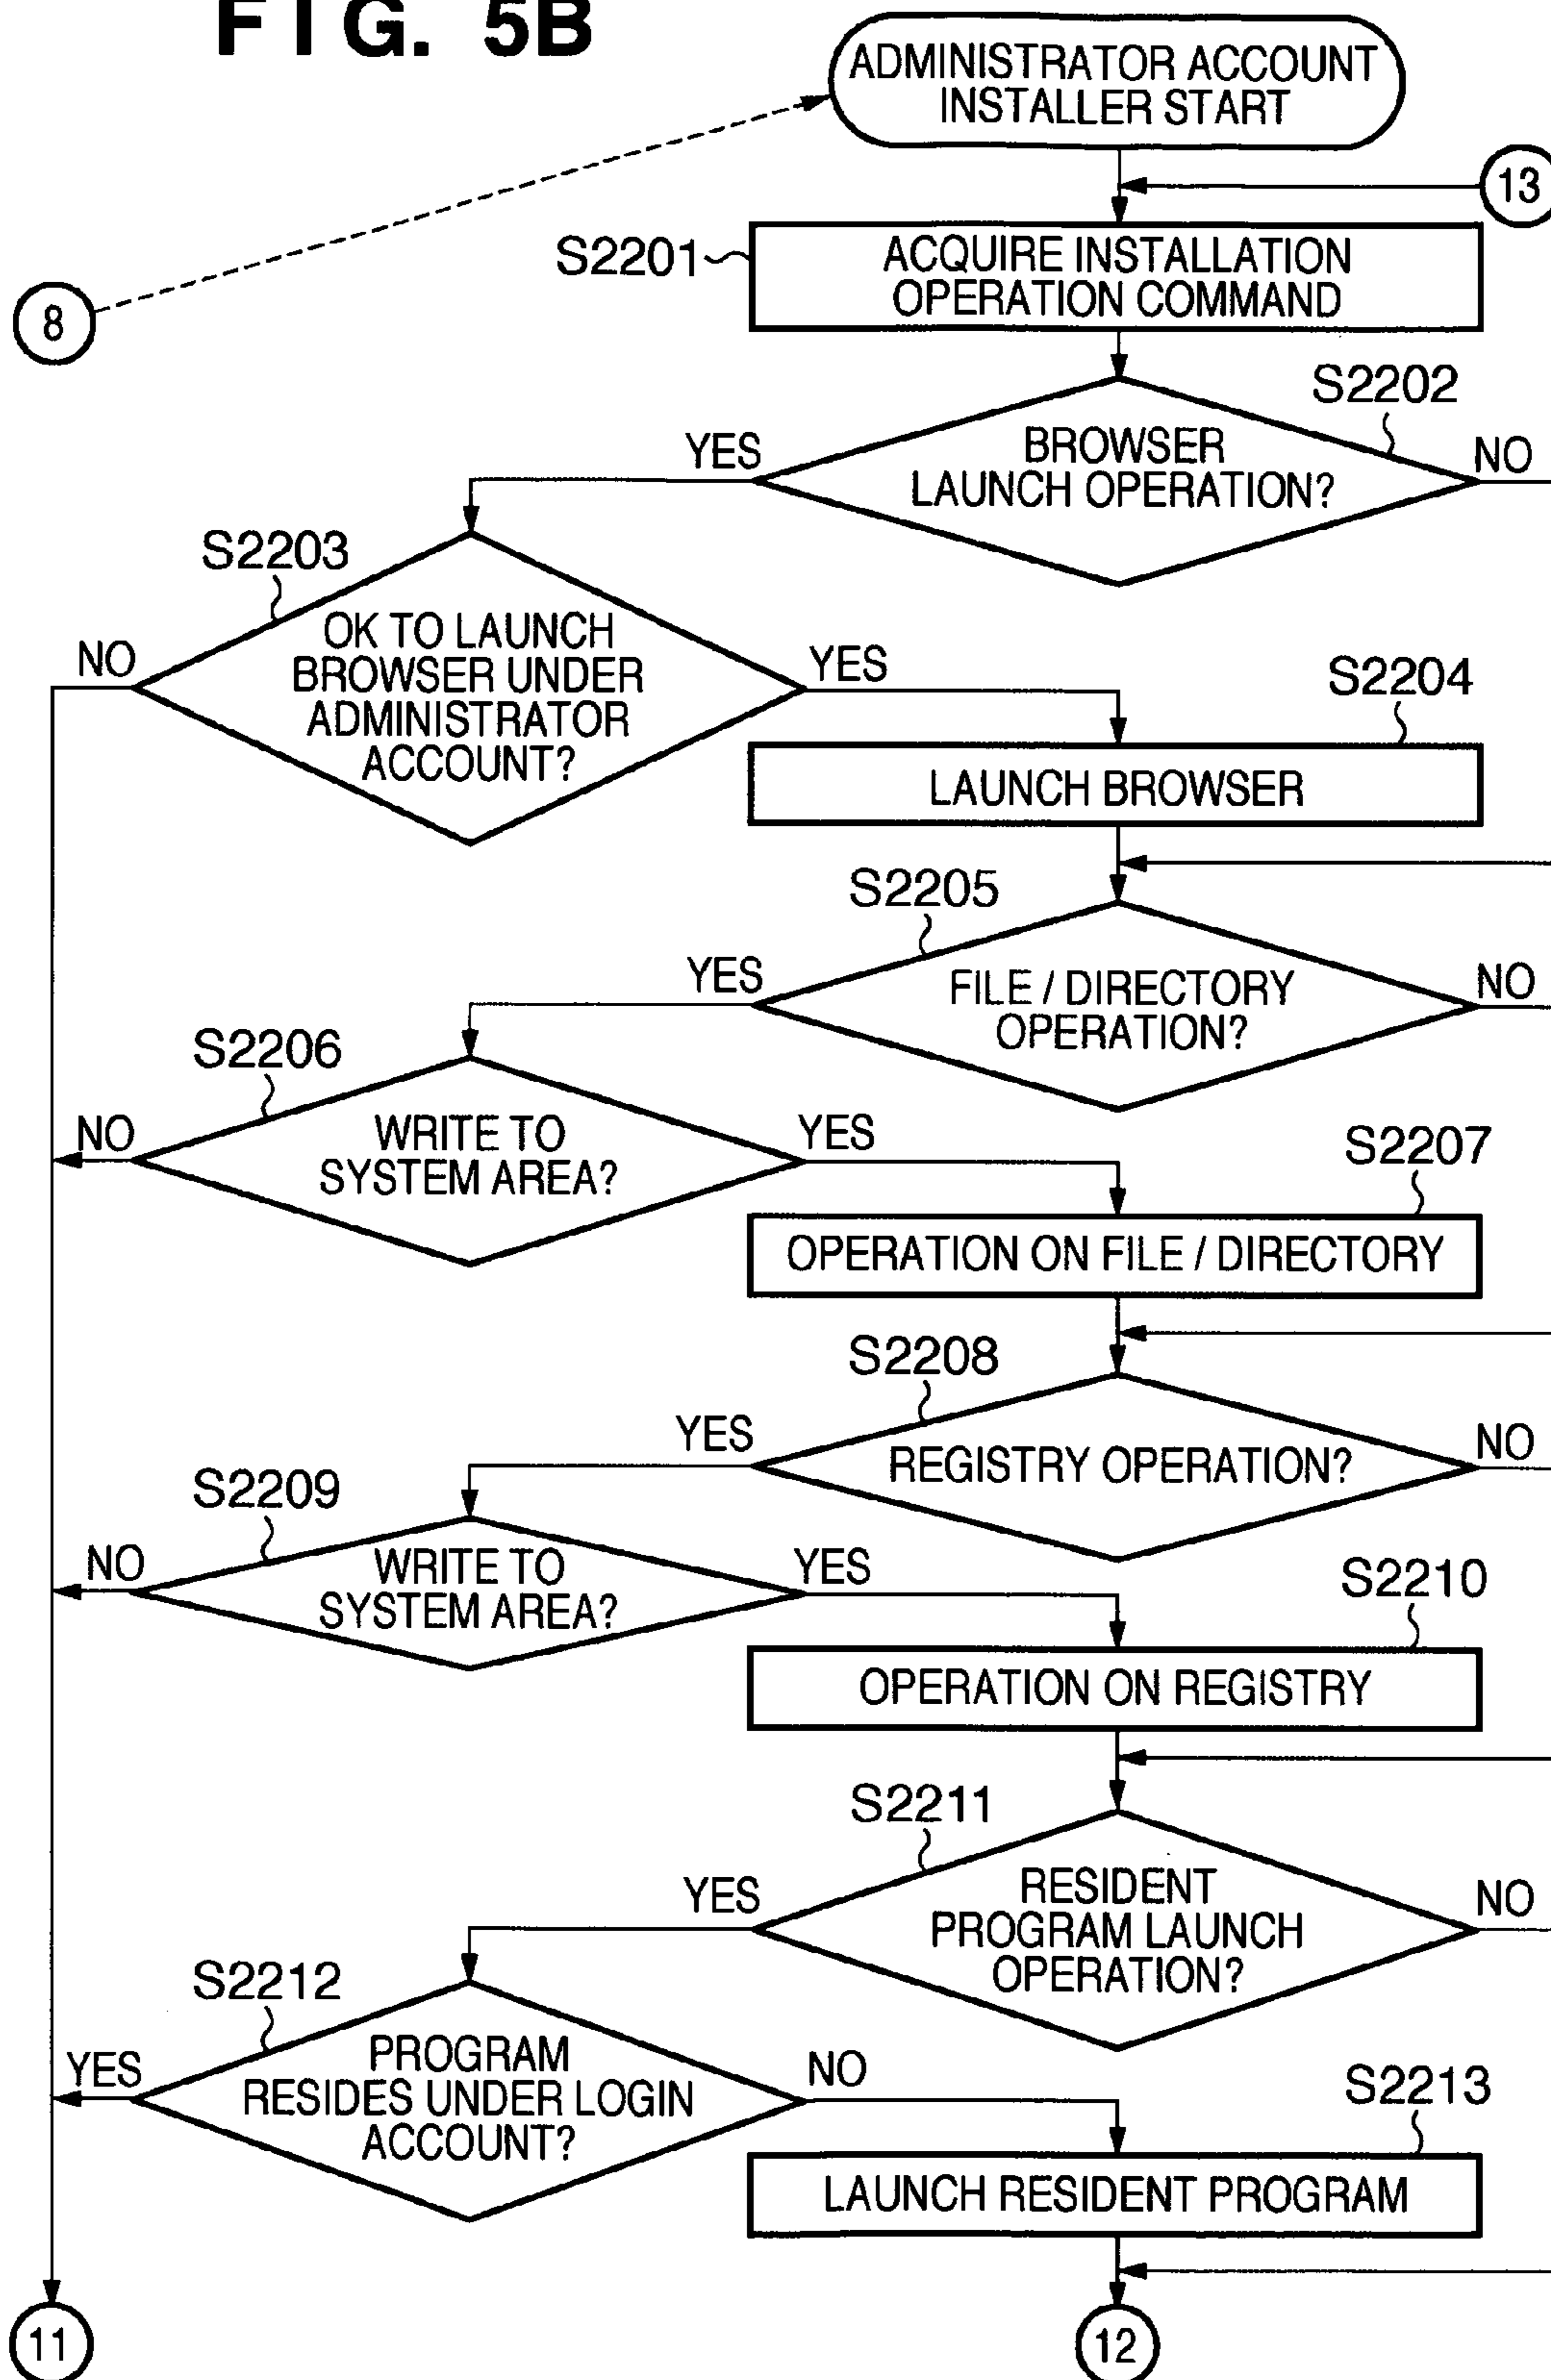 FIG. 5B
ADMINISTRATOR ACCOUNT
INSTALLER START
13
S2201
ACQUIRE INSTALLATION
OPERATION COMMAND
8
S2202
YES
BROWSER
LAUNCH OPERATION?
NO
S2203
NO
OK TO LAUNCH
BROWSER UNDER
ADMINISTRATOR
ACCOUNT?
YES
S2204
LAUNCH BROWSER
S2205
YES
FILE / DIRECTORY
OPERATION?
NO
S2206
NO
WRITE TO
SYSTEM AREA?
YES
S2207
OPERATION ON FILE / DIRECTORY
S2208
YES
REGISTRY OPERATION?
NO
S2209
NO
WRITE TO
SYSTEM AREA?
YES
S2210
OPERATION ON REGISTRY
S2211
YES
RESIDENT
PROGRAM LAUNCH
OPERATION?
NO
S2212
YES
PROGRAM
RESIDES UNDER LOGIN
ACCOUNT?
NO
S2213
LAUNCH RESIDENT PROGRAM
11
12